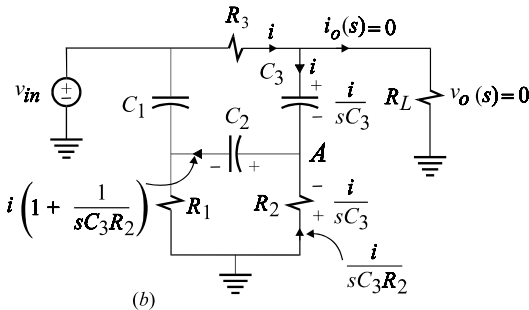 R3
i
io(s)=0
vin
C1
C3
i
+
-
i/sC3
RL
vo (s)=0
C2
-
+
A
i(1 + 1/sC3R2)
R1
R2
-
+
i/sC3
i/sC3R2
(b)